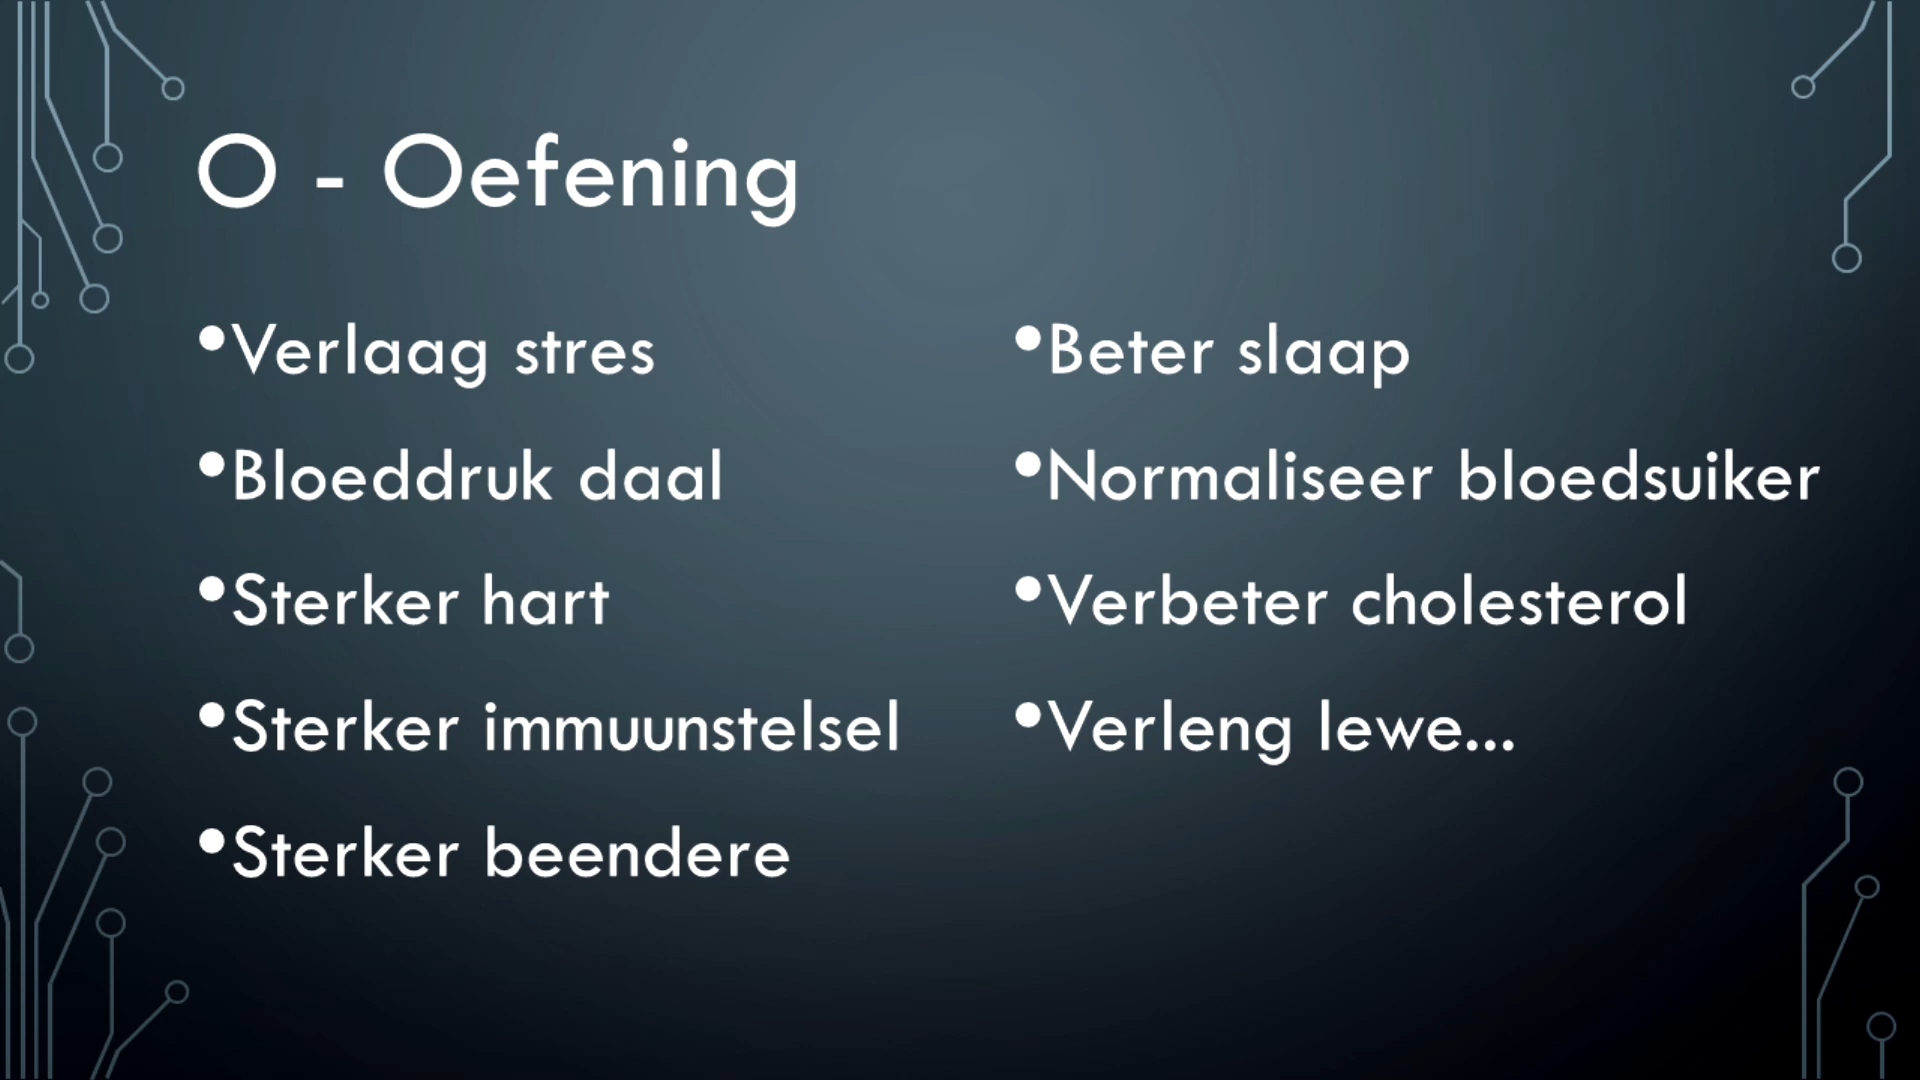 O - Oefening
•Verlaag stres
•Bloeddruk daal
•Sterker hart
•Sterker immuunstelsel
•Sterker beendere
•Beter slaap
•Normaliseer bloedsuiker
•Verbeter cholesterol
•Verleng lewe...